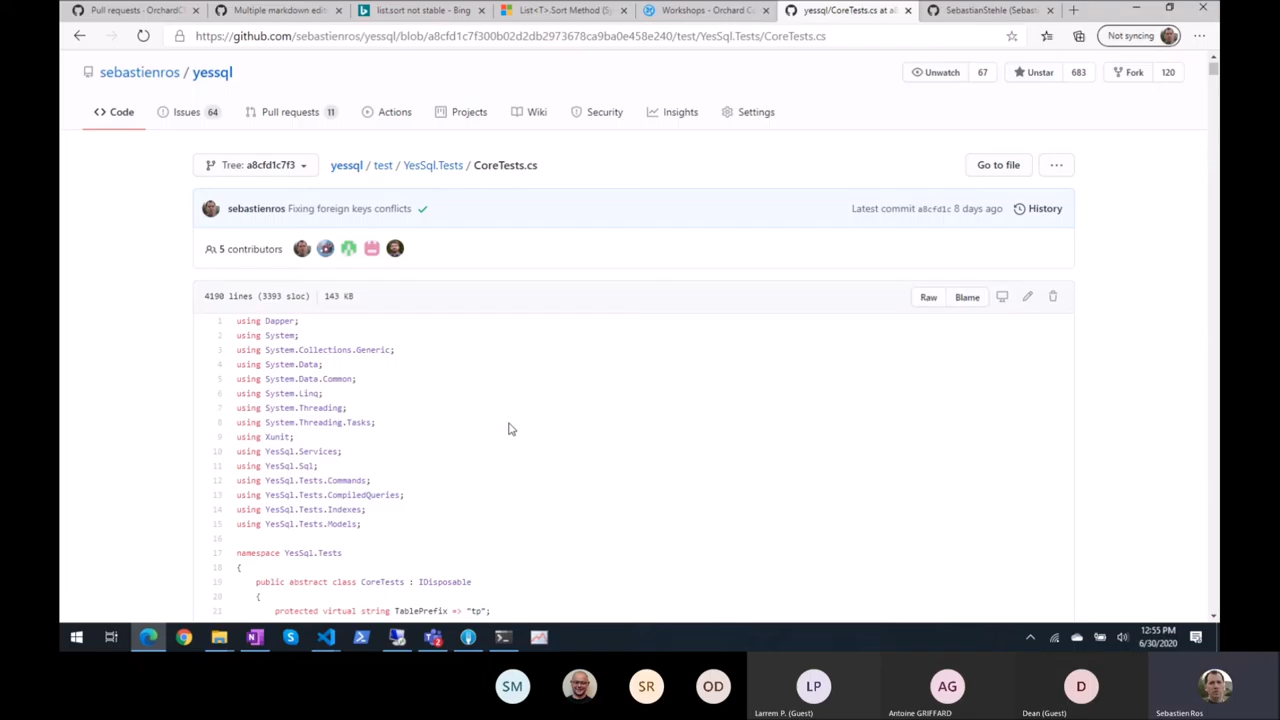 Pull requests · OrchardC
Multiple markdown edit
list.sort not stable - Bing
List<T>.Sort Method (Sy
Workshops - Orchard Co
yessql/CoreTests.cs at a8
SebastianStehle (Sebast
https://github.com/sebastienros/yessql/blob/a8cfd1c7f300b02d2db2973678ca9ba0e458e240/test/YesSql.Tests/CoreTests.cs
Not syncing
sebastienros / yessql
Unwatch 67
Unstar 683
Fork 120
Code
Issues 64
Pull requests 11
Actions
Projects
Wiki
Security
Insights
Settings
Tree: a8cfd1c7f3
yessql / test / YesSql.Tests / CoreTests.cs
Go to file
sebastienros Fixing foreign keys conflicts
Latest commit a8cfd1c 8 days ago
History
5 contributors
4190 lines (3393 sloc) | 143 KB
Raw
Blame
1 using Dapper;
2 using System;
3 using System.Collections.Generic;
4 using System.Data;
5 using System.Data.Common;
6 using System.Linq;
7 using System.Threading;
8 using System.Threading.Tasks;
9 using Xunit;
10 using YesSql.Services;
11 using YesSql.Sql;
12 using YesSql.Tests.Commands;
13 using YesSql.Tests.CompiledQueries;
14 using YesSql.Tests.Indexes;
15 using YesSql.Tests.Models;
16
17 namespace YesSql.Tests
18 {
19 public abstract class CoreTests : IDisposable
20 {
21 protected virtual string TablePrefix => "tp";
12:55 PM
6/30/2020
SM
SR
OD
LP
Larrem P. (Guest)
AG
Antoine GRIFFARD
D
Dean (Guest)
Sebastien Ros